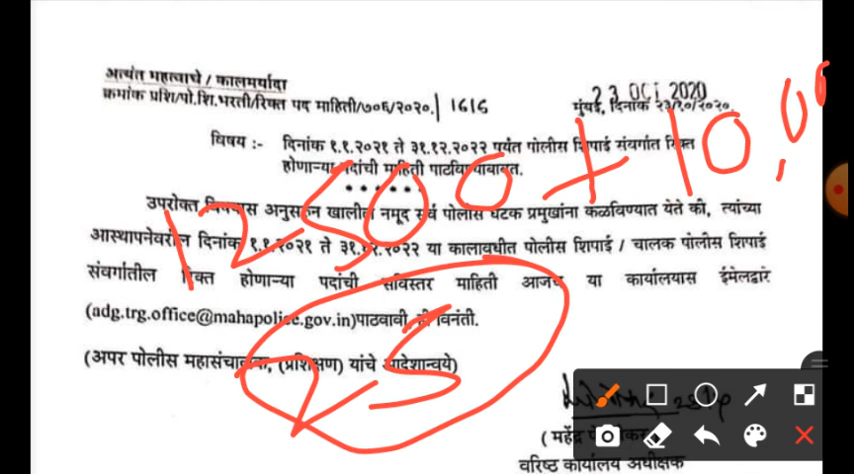 अत्यंत महत्वाचे / कालमर्यादा
क्रमांक प्रशि/पो.शि.भरती/रिक्त पद माहिती/७०६/२०२०. | 1616
23 OCT 2020
मुंबई, दिनांक २३/१०/२०२०.
विषय :- दिनांक १.१.२०२१ ते ३१.१२.२०२२ पर्यंत पोलीस शिपाई संवर्गात रिक्त
होणाऱ्या पदांची माहिती पाठविण्याबाबत.
उपरोक्त विषयास अनुसरुन खालील नमूद सर्व पोलीस घटक प्रमुखांना कळविण्यात येते की, त्यांच्या
आस्थापनेवरील दिनांक १.१.२०२१ ते ३१.१२.२०२२ या कालावधीत पोलीस शिपाई / चालक पोलीस शिपाई
संवर्गातील रिक्त होणाऱ्या पदांची सविस्तर माहिती आजच या कार्यालयास ईमेलद्वारे
(adg.trg.office@mahapolice.gov.in)पाठवावी ही विनंती.
(अपर पोलीस महासंचालक, (प्रशिक्षण) यांचे आदेशान्वये)
(महेंद्र
वरिष्ठ कार्यालय अधीक्षक
12500 + 10,00
25